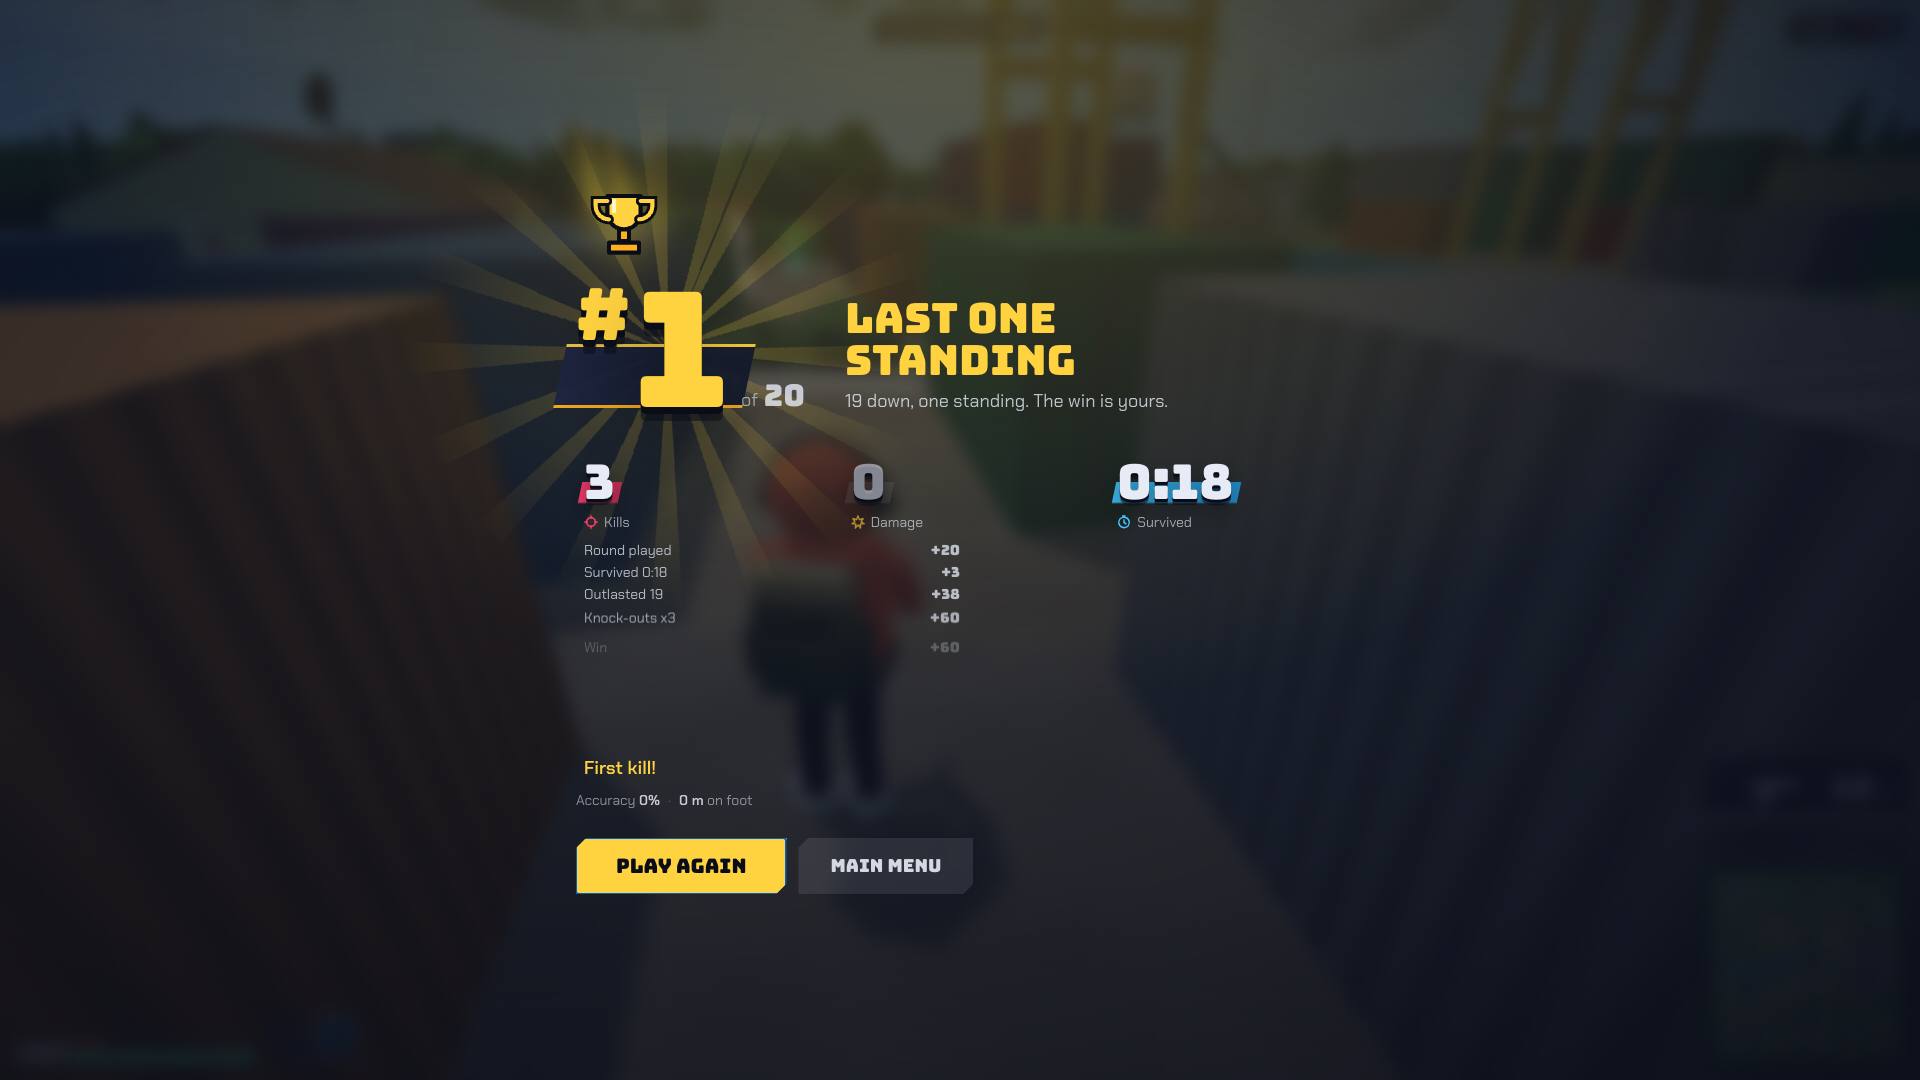 #1 of 20
LAST ONE
STANDING
19 down, one standing. The win is yours.
3
Kills
0
Damage
0:18
Survived
Round played +20
Survived 0:18 +3
Outlasted 19 +38
Knock-outs x3 +60
Win +60
First kill!
Accuracy 0% · 0 m on foot
PLAY AGAIN
MAIN MENU